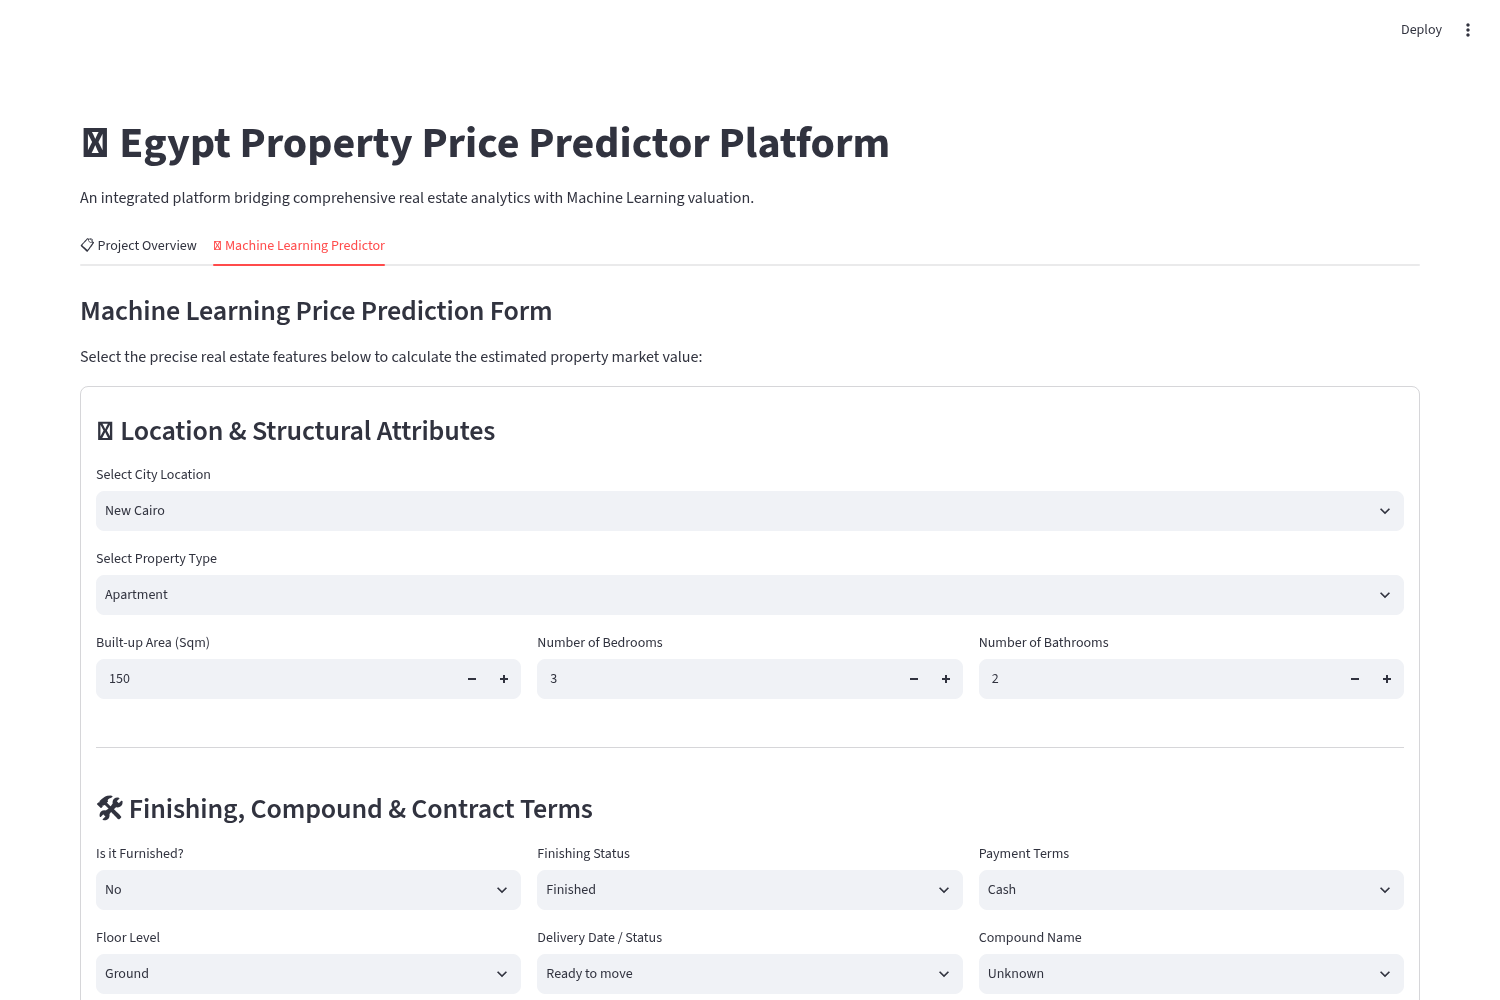 Deploy
Egypt Property Price Predictor Platform
An integrated platform bridging comprehensive real estate analytics with Machine Learning valuation.
Project Overview
Machine Learning Predictor
Machine Learning Price Prediction Form
Select the precise real estate features below to calculate the estimated property market value:
Location & Structural Attributes
Select City Location
New Cairo
Select Property Type
Apartment
Built-up Area (Sqm) Number of Bedrooms Number of Bathrooms
150 3 2
🛠 Finishing, Compound & Contract Terms
Is it Furnished? Finishing Status Payment Terms
No Finished Cash
Floor Level Delivery Date / Status Compound Name
Ground Ready to move Unknown